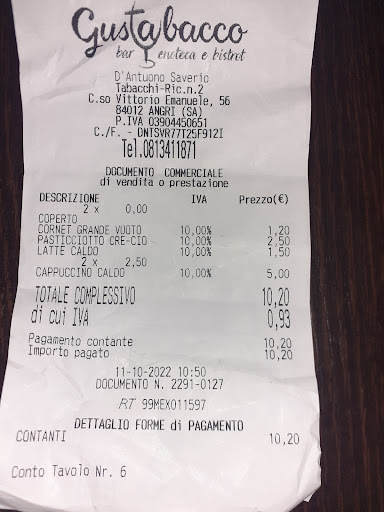 Gustabacco
bar enoteca e bistrot
D'Antuono Saverio
Tabacchi-Ric.n.2
C.so Vittorio Emanuele, 56
84012 ANGRI (SA)
P.IVA 03904450651
C./F. - DNTSVR77T25F912I
Tel.0813411871
DOCUMENTO COMMERCIALE
di vendita o prestazione
DESCRIZIONE IVA Prezzo(€)
2 x 0,00
COPERTO
CORNET GRANDE VUOTO 10,00% 1,20
PASTICCIOTTO CRE-CIO 10,00% 2,50
LATTE CALDO 10,00% 1,50
2 x 2,50
CAPPUCCINO CALDO 10,00% 5,00
TOTALE COMPLESSIVO 10,20
di cui IVA 0,93
Pagamento contante 10,20
Importo pagato 10,20
11-10-2022 10:50
DOCUMENTO N. 2291-0127
RT 99MEX011597
DETTAGLIO FORME di PAGAMENTO
CONTANTI 10,20
Conto Tavolo Nr. 6